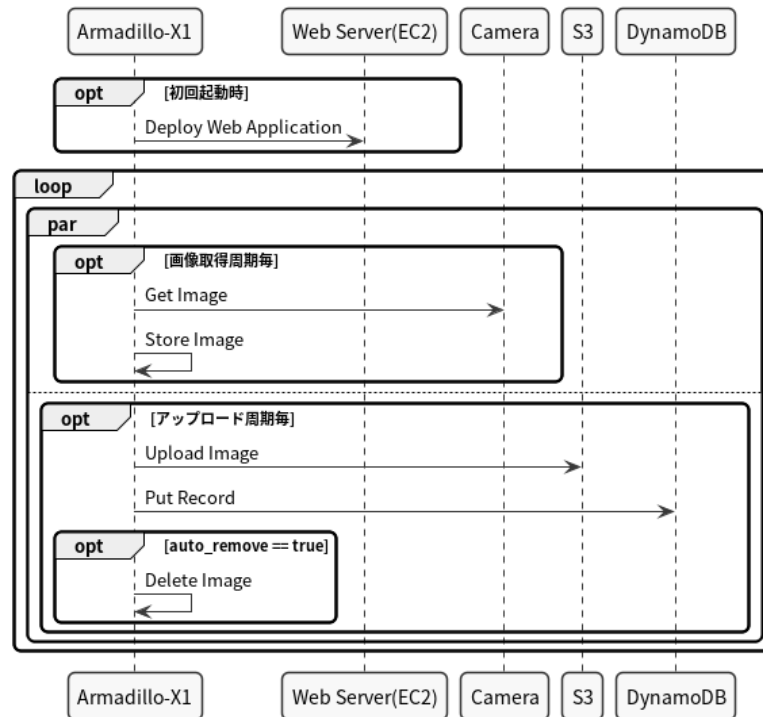 Armadillo-X1
Web Server(EC2)
Camera
S3
DynamoDB
opt
[初回起動時]
Deploy Web Application
loop
par
opt
[画像取得周期毎]
Get Image
Store Image
opt
[アップロード周期毎]
Upload Image
Put Record
opt
[auto_remove == true]
Delete Image
Armadillo-X1
Web Server(EC2)
Camera
S3
DynamoDB